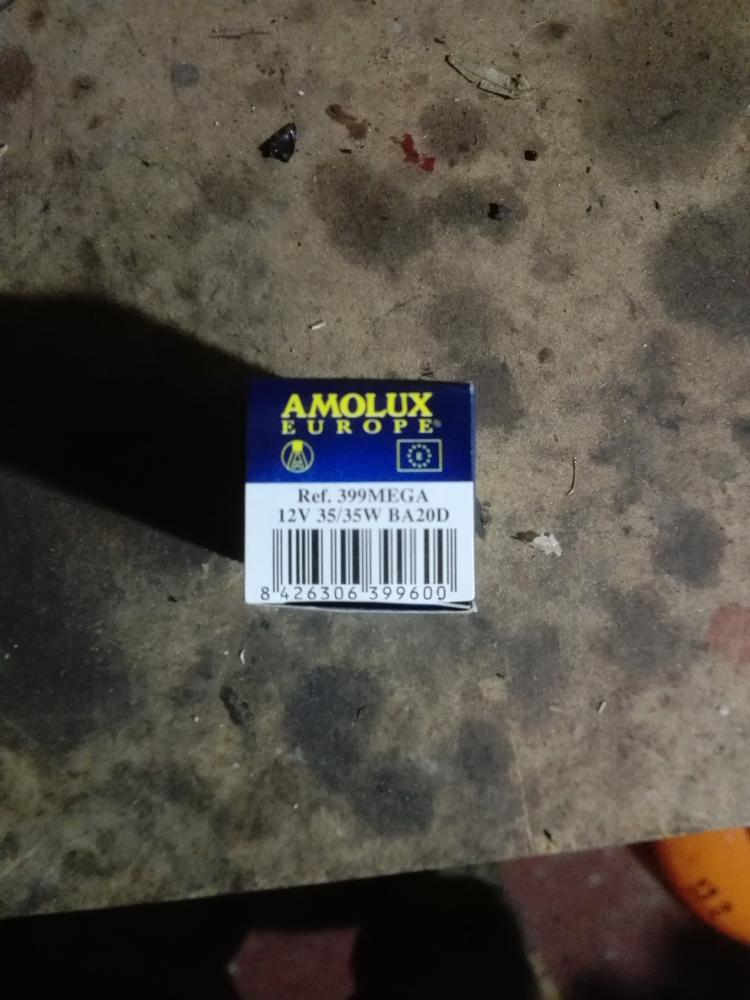 AMOLUX
EUROPE®
E
Ref. 399MEGA
12V 35/35W BA20D
8 426306 399600